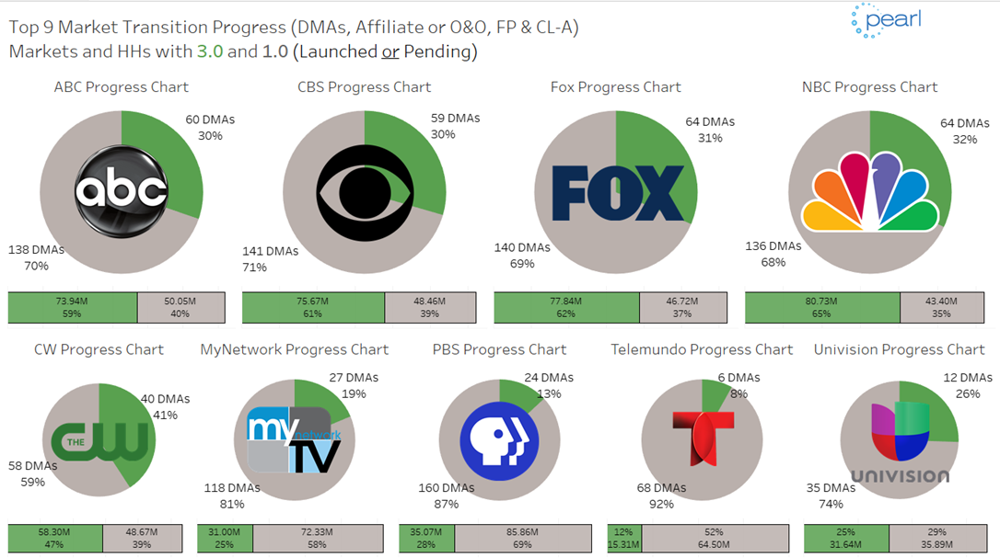 Top 9 Market Transition Progress (DMAs, Affiliate or O&O, FP & CL-A)
Markets and HHs with 3.0 and 1.0 (Launched or Pending)
pearl
ABC Progress Chart
60 DMAs
30%
abc
138 DMAs
70%
73.94M
59%
50.05M
40%
CBS Progress Chart
59 DMAs
30%
141 DMAs
71%
75.67M
61%
48.46M
39%
Fox Progress Chart
64 DMAs
31%
FOX
140 DMAs
69%
77.84M
62%
46.72M
37%
NBC Progress Chart
64 DMAs
32%
136 DMAs
68%
80.73M
65%
43.40M
35%
CW Progress Chart
40 DMAs
41%
THE CW
58 DMAs
59%
58.30M
47%
48.67M
39%
MyNetwork Progress Chart
27 DMAs
19%
my
network
TV
118 DMAs
81%
31.00M
25%
72.33M
58%
PBS Progress Chart
24 DMAs
13%
160 DMAs
87%
35.07M
28%
85.86M
69%
Telemundo Progress Chart
6 DMAs
8%
68 DMAs
92%
12%
15.31M
52%
64.50M
Univision Progress Chart
12 DMAs
26%
UNIVISION
35 DMAs
74%
25%
31.64M
29%
35.89M